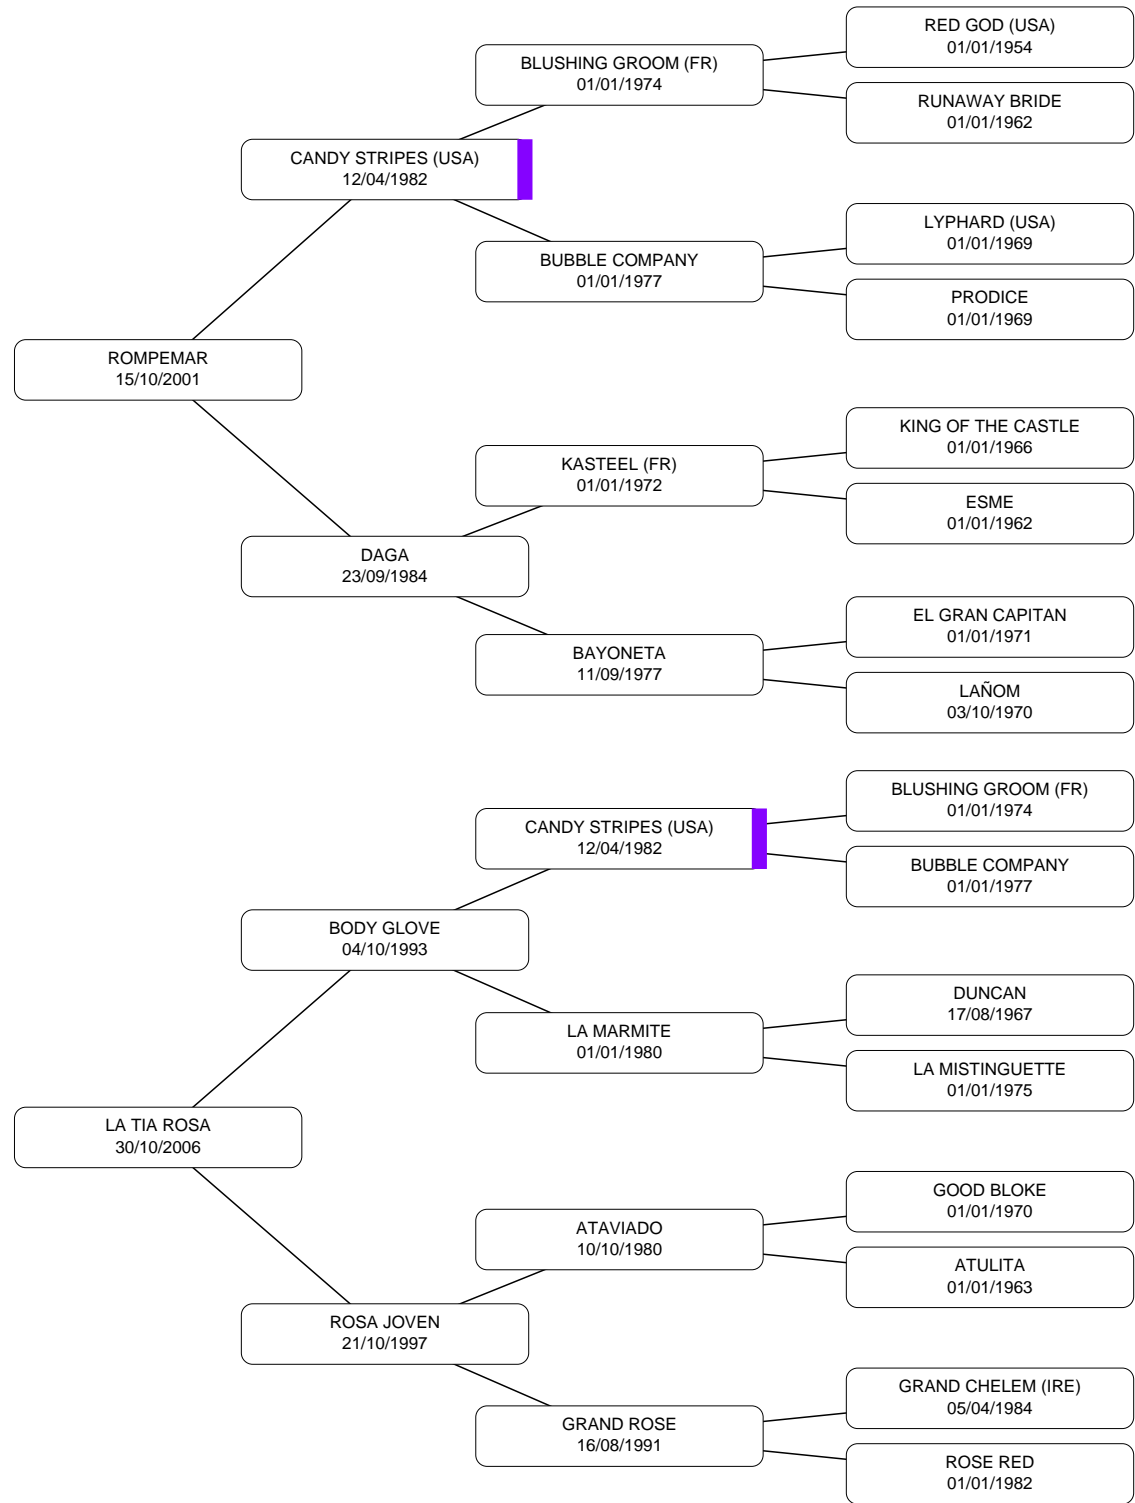 RED GOD (USA)
01/01/1954
BLUSHING GROOM (FR)
01/01/1974
RUNAWAY BRIDE
01/01/1962
CANDY STRIPES (USA)
12/04/1982
LYPHARD (USA)
01/01/1969
BUBBLE COMPANY
01/01/1977
PRODICE
01/01/1969
ROMPEMAR
15/10/2001
KING OF THE CASTLE
01/01/1966
KASTEEL (FR)
01/01/1972
ESME
01/01/1962
DAGA
23/09/1984
EL GRAN CAPITAN
01/01/1971
BAYONETA
11/09/1977
LAÑOM
03/10/1970
BLUSHING GROOM (FR)
01/01/1974
CANDY STRIPES (USA)
12/04/1982
BUBBLE COMPANY
01/01/1977
BODY GLOVE
04/10/1993
DUNCAN
17/08/1967
LA MARMITE
01/01/1980
LA MISTINGUETTE
01/01/1975
LA TIA ROSA
30/10/2006
GOOD BLOKE
01/01/1970
ATAVIADO
10/10/1980
ATULITA
01/01/1963
ROSA JOVEN
21/10/1997
GRAND CHELEM (IRE)
05/04/1984
GRAND ROSE
16/08/1991
ROSE RED
01/01/1982